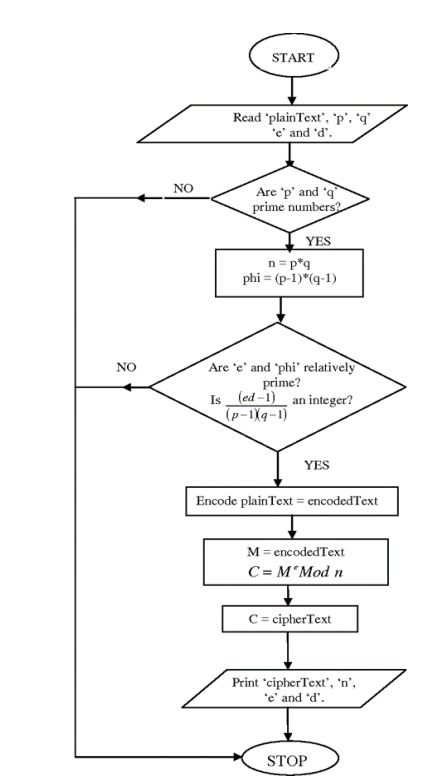 START
Read ‘plainText’, ‘p’, ‘q’
‘e’ and ‘d’.
NO
Are ‘p’ and ‘q’
prime numbers?
YES
n = p*q
phi = (p-1)*(q-1)
NO
Are ‘e’ and ‘phi’ relatively
prime?
Is (ed−1)/(p−1)(q−1) an integer?
YES
Encode plainText = encodedText
M = encodedText
C = MᵉMod n
C = cipherText
Print ‘cipherText’, ‘n’,
‘e’ and ‘d’.
STOP